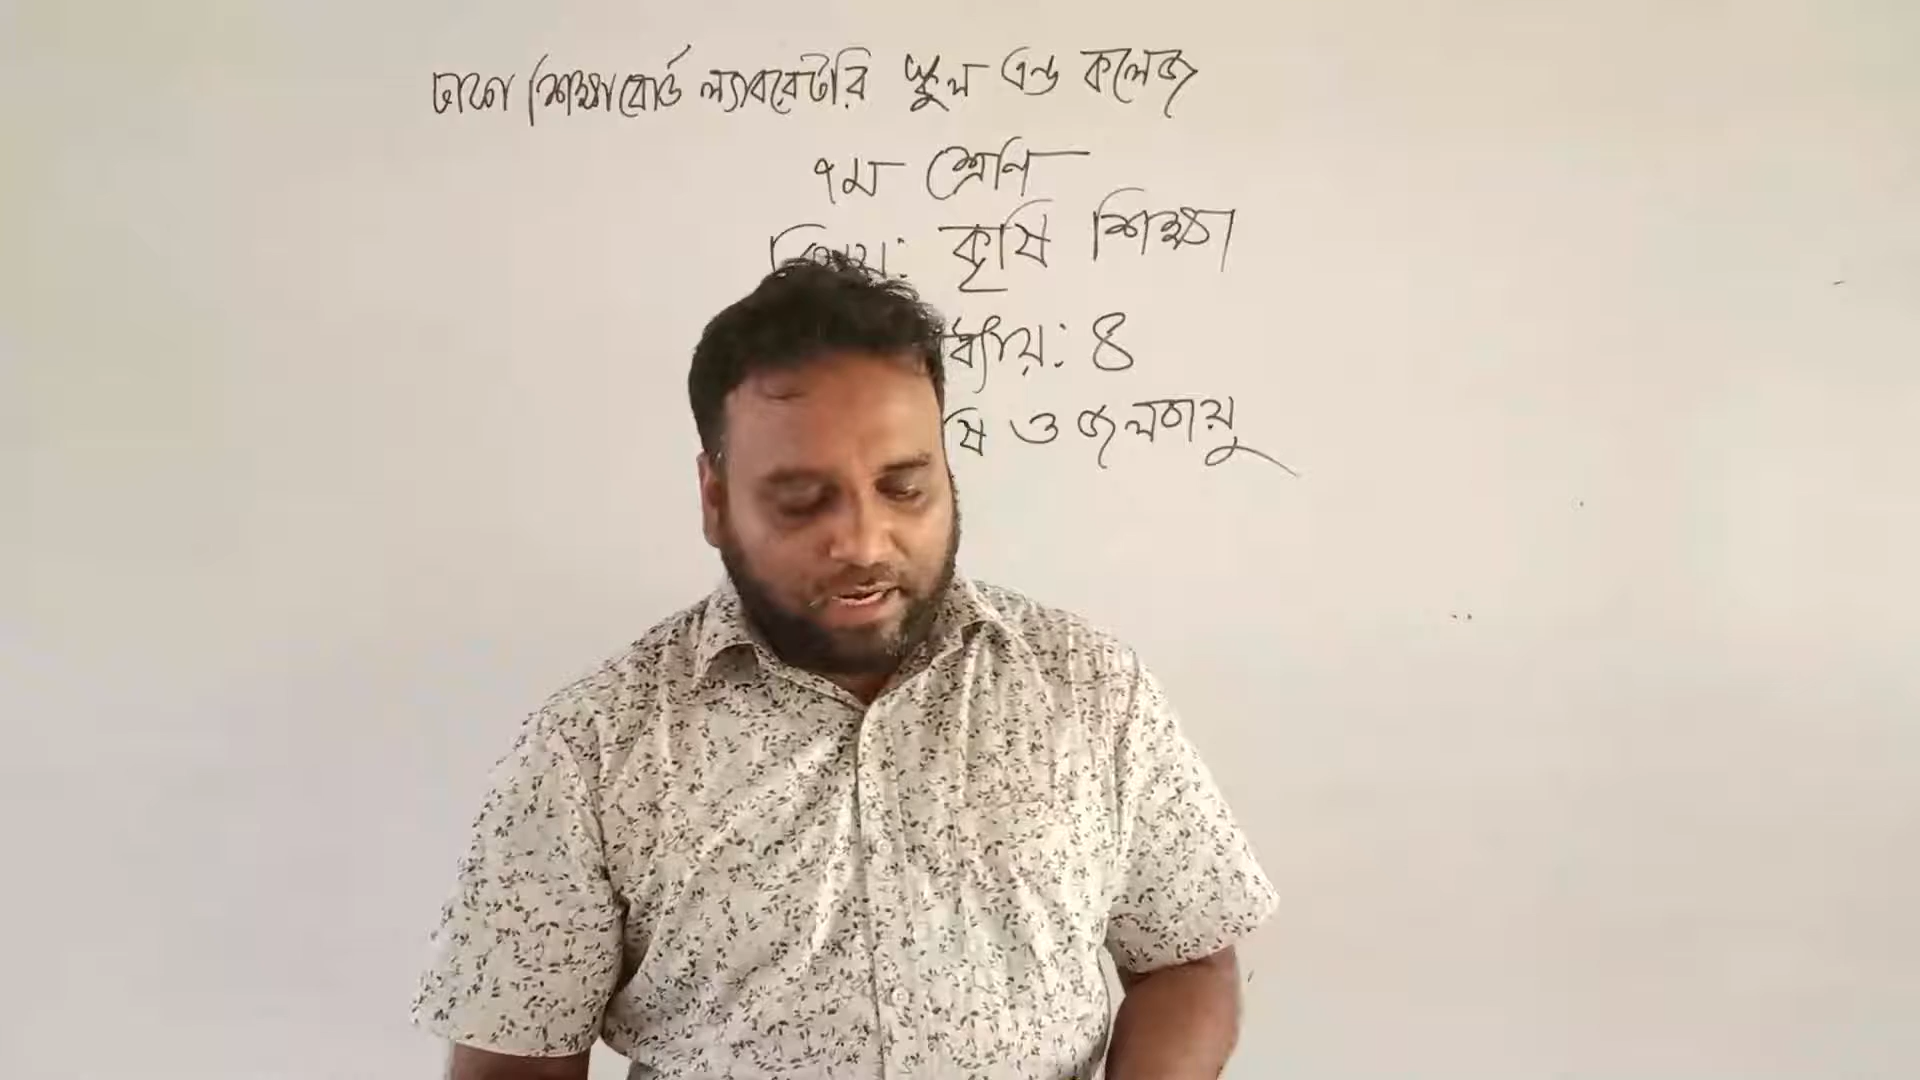 ঢাকা শিক্ষাবোর্ড ল্যাবরেটরি স্কুল এন্ড কলেজ
৭ম শ্রেণি
কৃষি শিক্ষা
ধ্যায়: ৪
ষি ও জলবায়ু